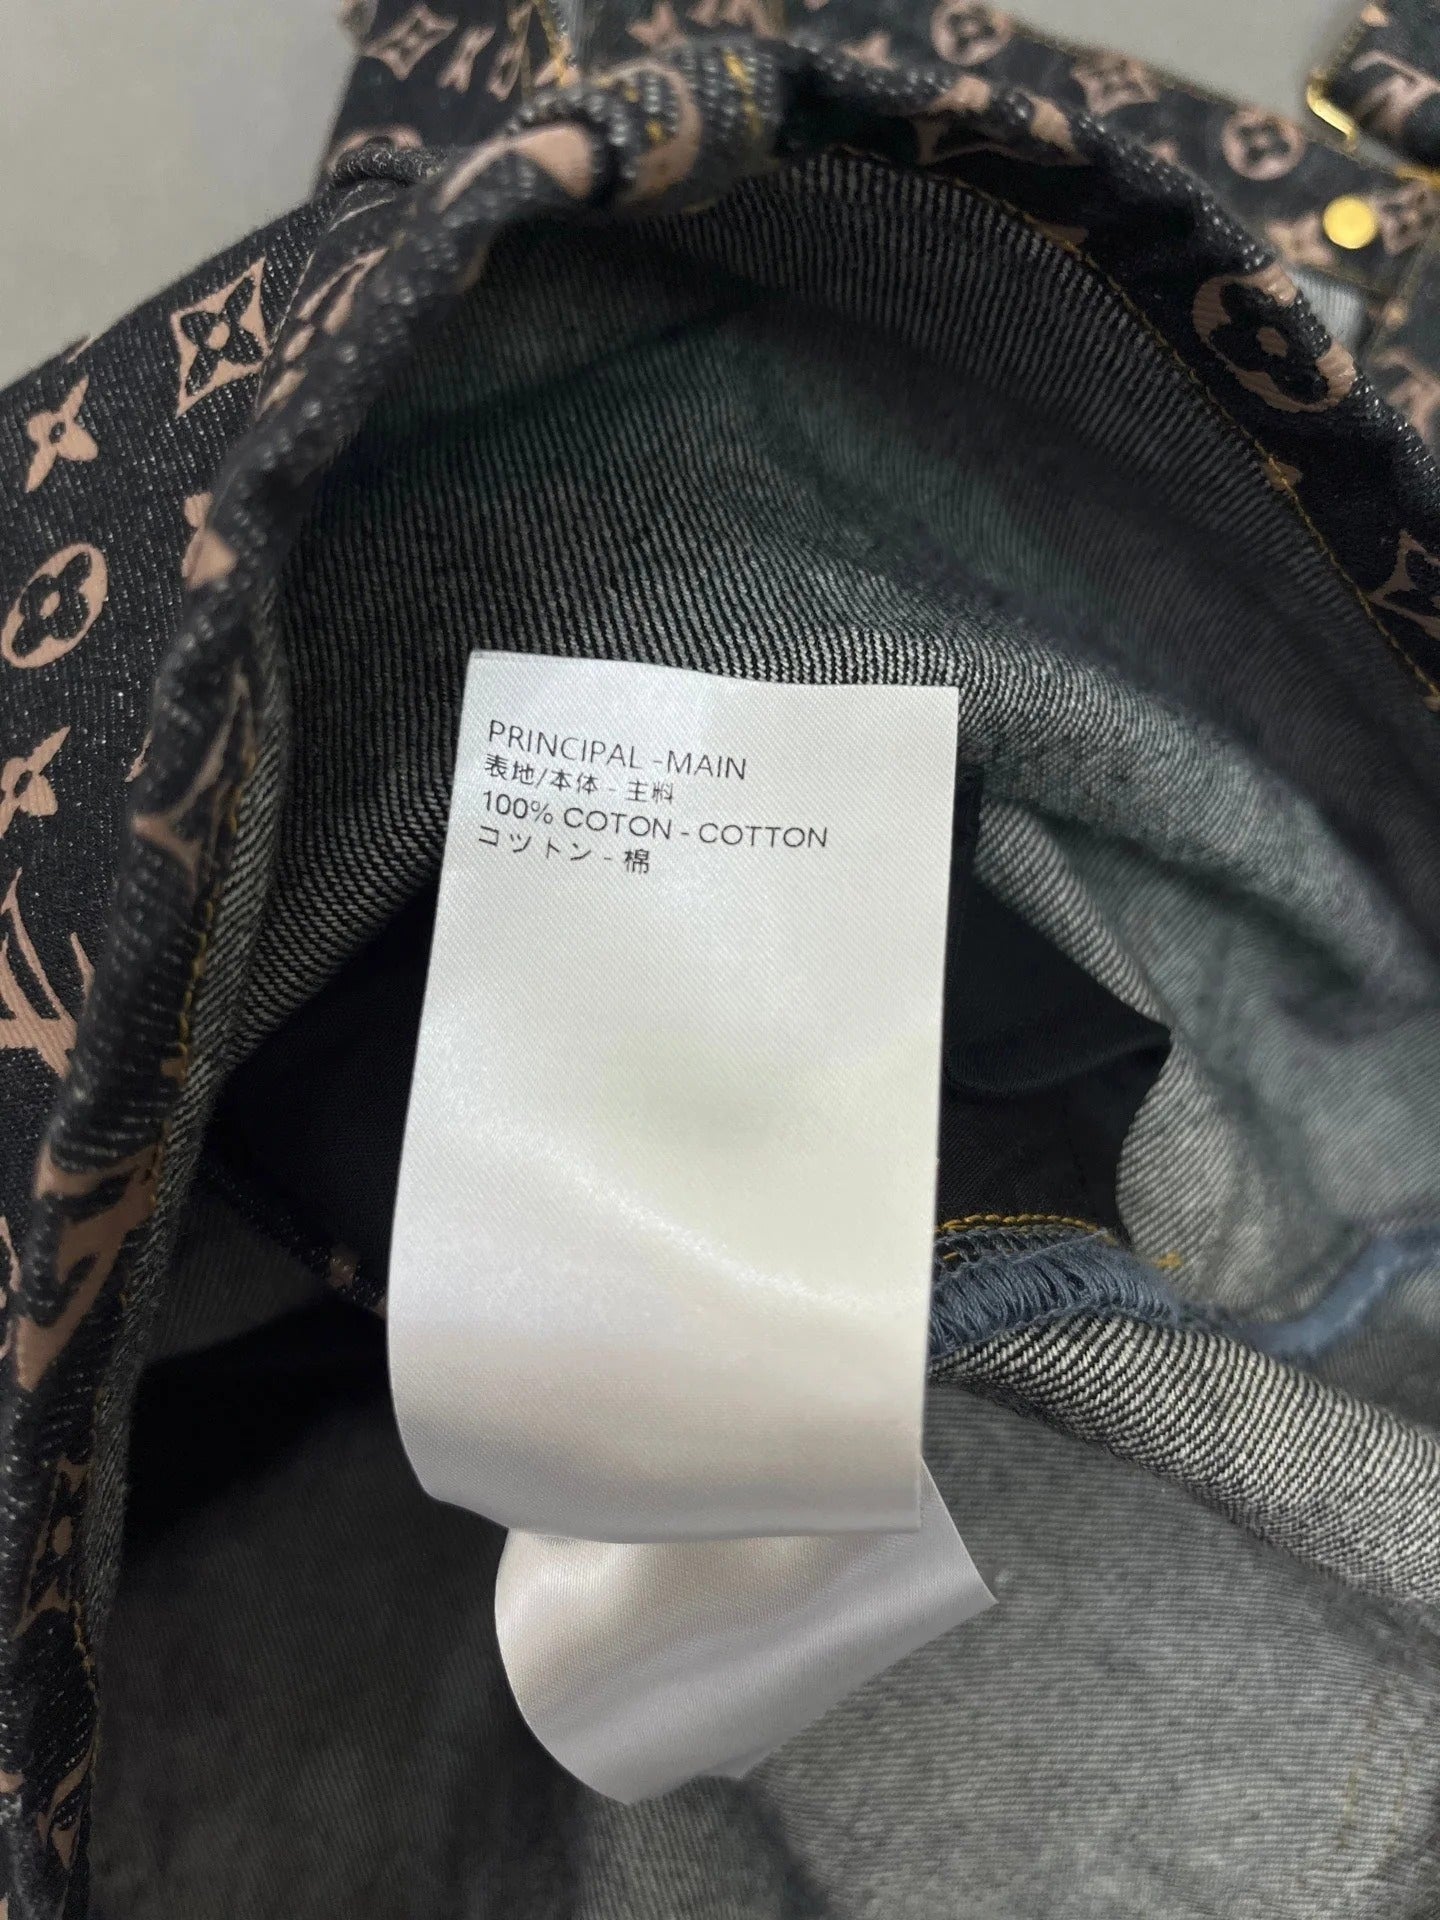 PRINCIPAL - MAIN
表地/本体 - 主料
100% COTON - COTTON
コットン - 棉